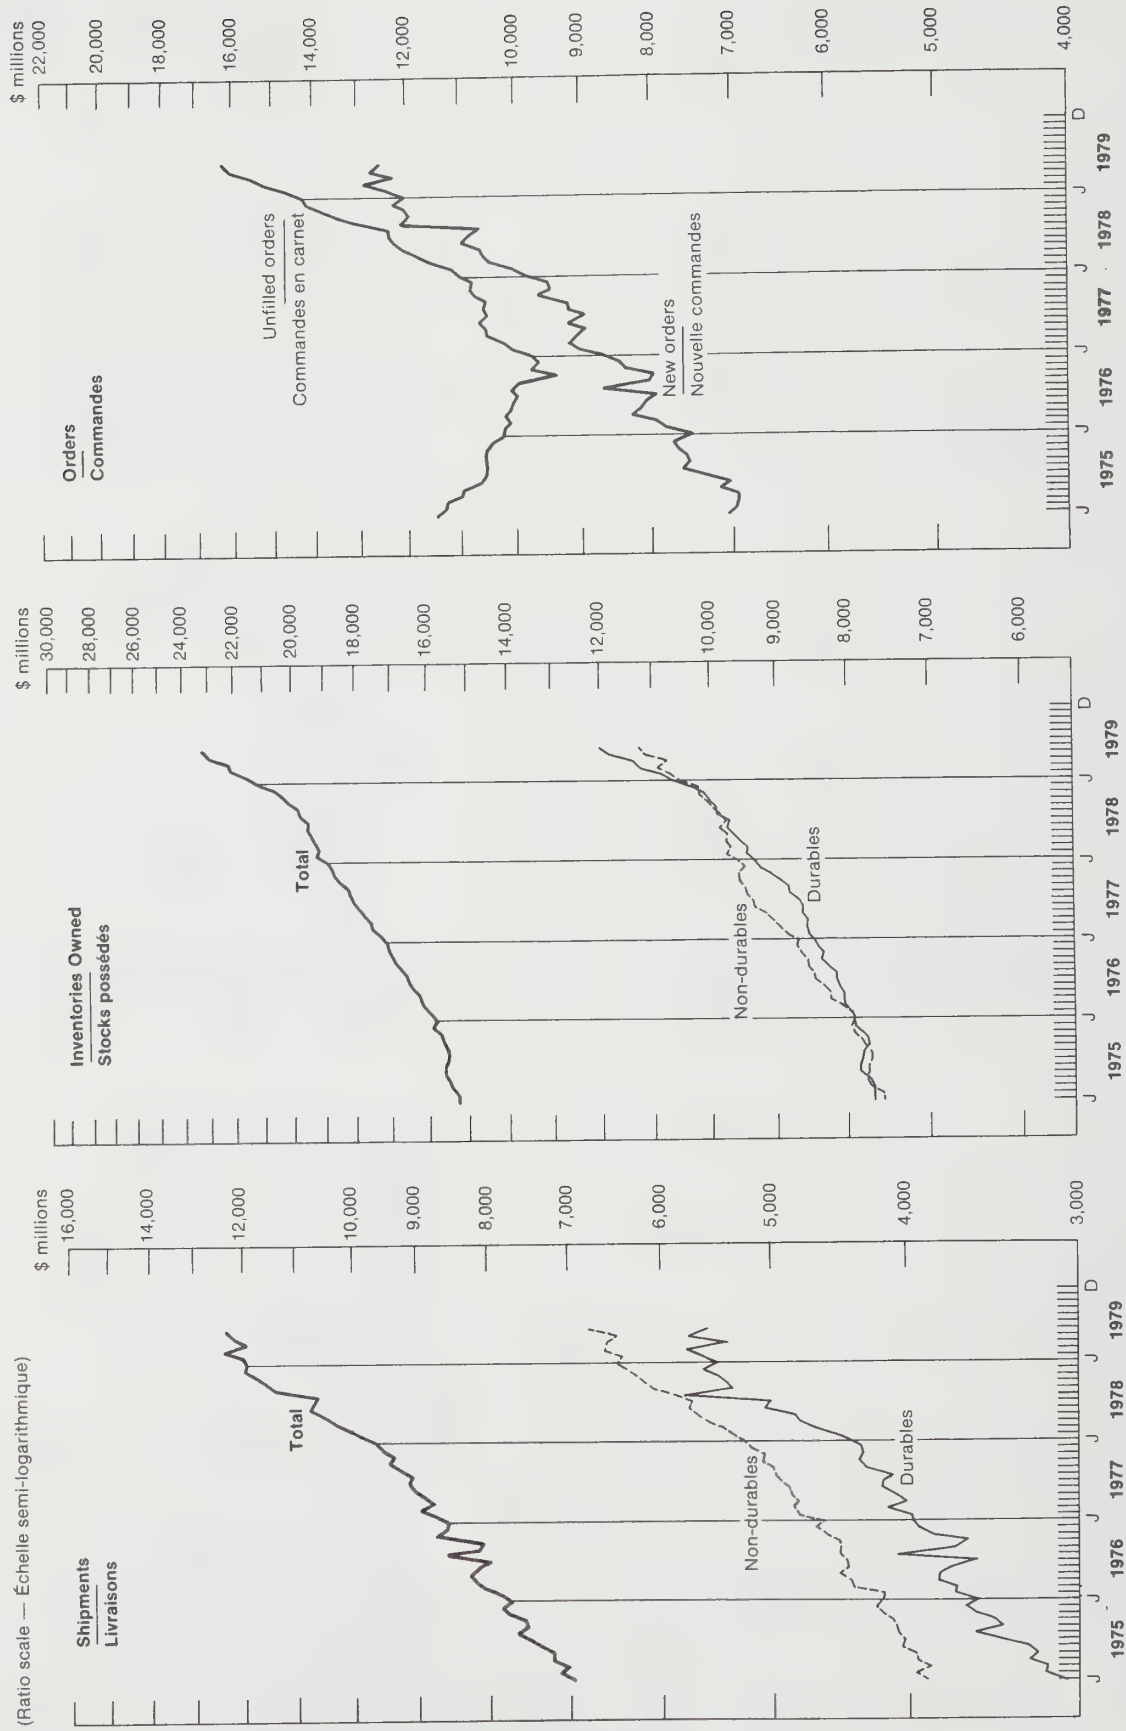 (Ratio scale — Échelle semi-logarithmique)
Shipments
Livraisons
$ millions
16,000
14,000
12,000
10,000
9,000
8,000
7,000
6,000
5,000
4,000
3,000
Total
Non-durables
Durables
J
J
J
J
J
D
1975
1976
1977
1978
1979
Inventories Owned
Stocks possédés
$ millions
30,000
28,000
26,000
24,000
22,000
20,000
18,000
16,000
14,000
12,000
10,000
9,000
8,000
7,000
6,000
Total
Non-durables
Durables
J
J
J
J
J
D
1975
1976
1977
1978
1979
Orders
Commandes
$ millions
22,000
20,000
18,000
16,000
14,000
12,000
10,000
9,000
8,000
7,000
6,000
5,000
4,000
Unfilled orders
Commandes en carnet
New orders
Nouvelle commandes
J
J
J
J
J
D
1975
1976
1977
1978
1979